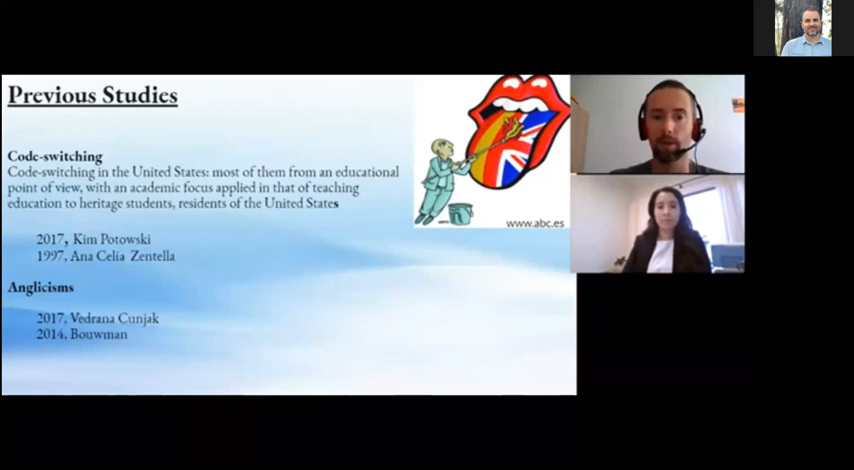 Previous Studies
Code-switching
Code-switching in the United States: most of them from an educational
point of view, with an academic focus applied in that of teaching
education to heritage students, residents of the United States
2017, Kim Potowski
1997, Ana Celia Zentella
Anglicisms
2017, Vedrana Cunjak
2014, Bouwman
www.abc.es